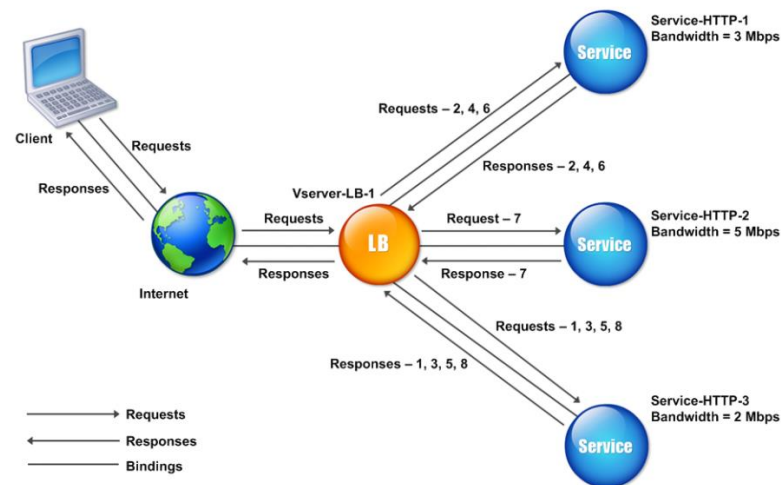 Service-HTTP-1
Bandwidth = 3 Mbps
Service
Requests – 2, 4, 6
Requests
Client
Responses – 2, 4, 6
Responses
Vserver-LB-1
Service-HTTP-2
Bandwidth = 5 Mbps
Requests
Request – 7
LB
Service
Responses
Response – 7
Internet
Requests – 1, 3, 5, 8
Responses – 1, 3, 5, 8
Service-HTTP-3
Bandwidth = 2 Mbps
Service
Requests
Responses
Bindings